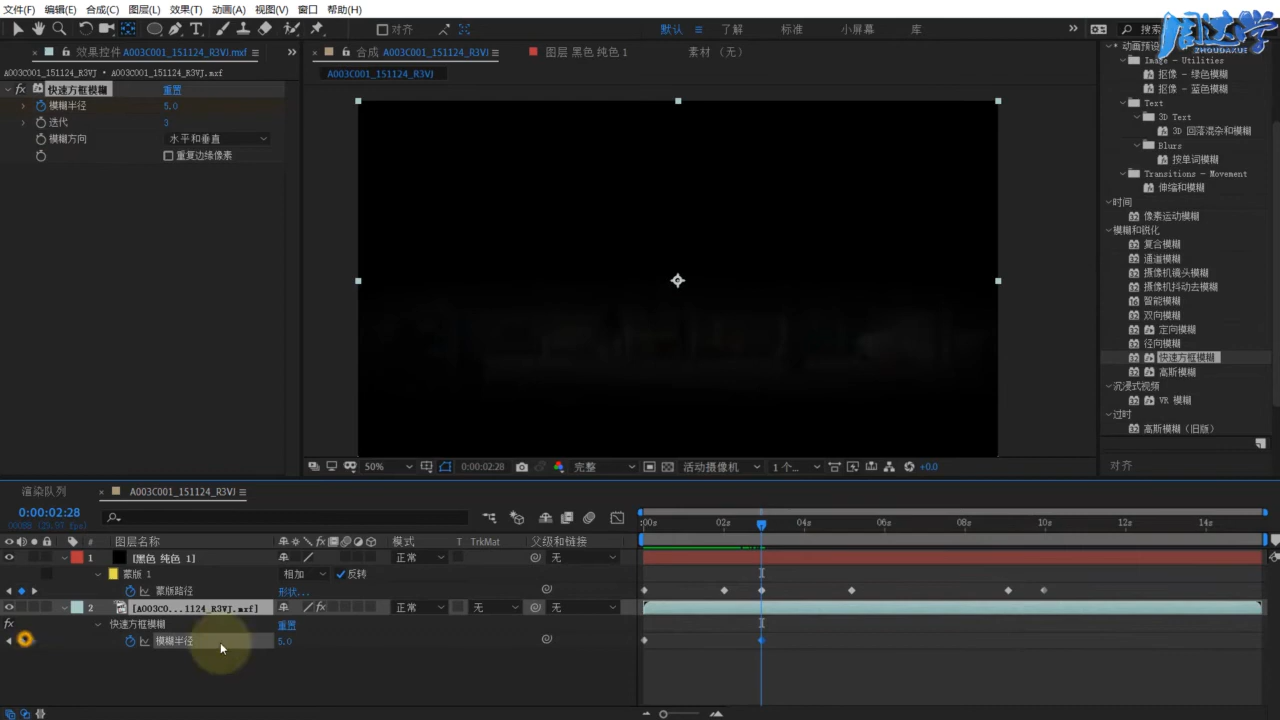 文件(F) 编辑(E) 合成(C) 图层(L) 效果(T) 动画(A) 视图(V) 窗口 帮助(H)
对齐 默认 了解 标准 小屏幕 库 搜索
周达学
ZHOUDAXUE
效果控件 A003C001_151124_R3VJ.mxf
合成 A003C001_151124_R3VJ 图层 黑色 纯色 1 素材 (无)
A003C001_151124_R3VJ • A003C001_151124_R3VJ.mxf
A003C001_151124_R3VJ
fx 快速方框模糊 重置
模糊半径 5.0
迭代 3
模糊方向 水平和垂直
重复边缘像素
动画预设
Image - Utilities
抠像 - 绿色模糊
抠像 - 蓝色模糊
Text
3D Text
3D 回落混杂和模糊
Blurs
按单词模糊
Transitions - Movement
伸缩和模糊
时间
像素运动模糊
模糊和锐化
复合模糊
通道模糊
摄像机镜头模糊
摄像机抖动去模糊
智能模糊
双向模糊
定向模糊
径向模糊
快速方框模糊
高斯模糊
沉浸式视频
VR 模糊
过时
高斯模糊 (旧版)
对齐
50% 0:00:02:28 完整 活动摄像机 1 个... +0.0
渲染队列 A003C001_151124_R3VJ
0:00:02:28
00088 (29.97 fps)
:00s 02s 04s 06s 08s 10s 12s 14s
# 图层名称 模式 T TrkMat 父级和链接
1 [黑色 纯色 1] 正常 无
蒙版 1 相加 反转
蒙版路径 形状...
2 [A003C0...1124_R3VJ.mxf] fx 正常 无 无
fx 快速方框模糊 重置
模糊半径 5.0